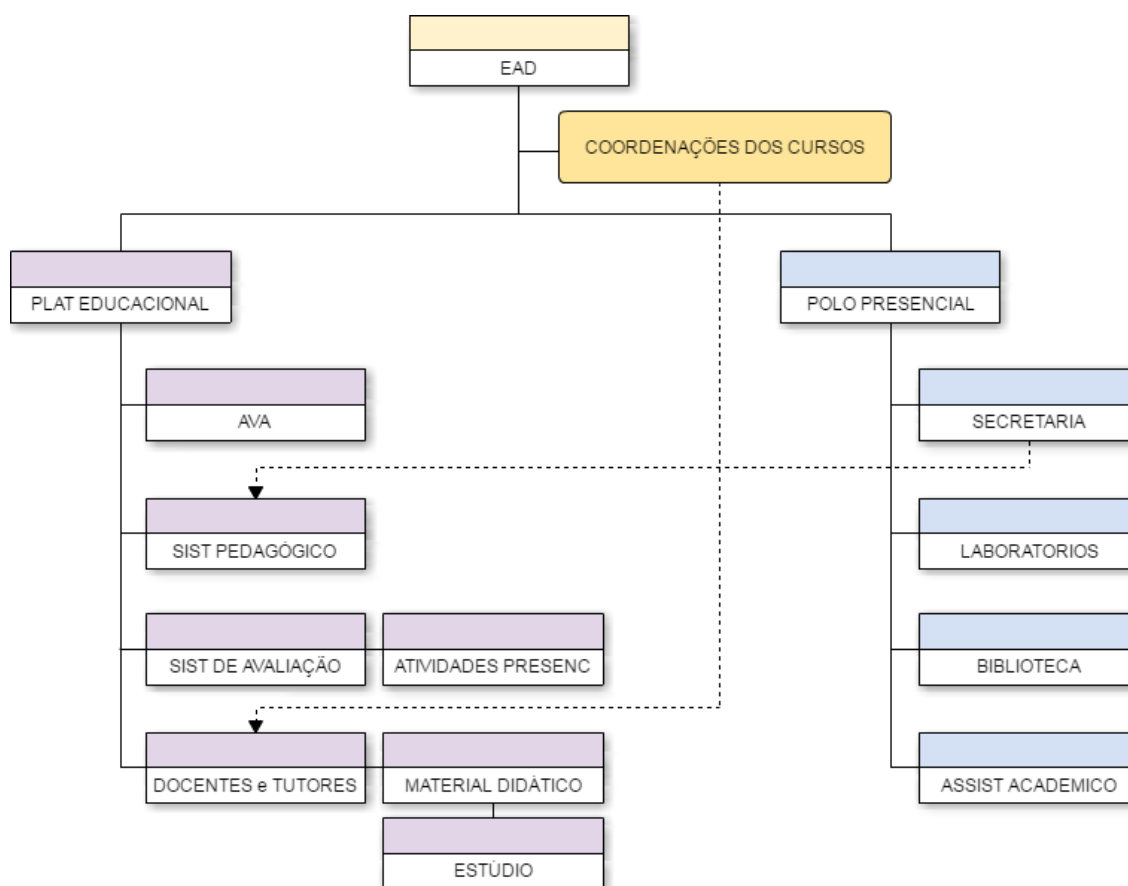 EAD
COORDENAÇÕES DOS CURSOS
PLAT EDUCACIONAL
POLO PRESENCIAL
AVA
SECRETARIA
SIST PEDAGÓGICO
LABORATORIOS
SIST DE AVALIAÇÃO
ATIVIDADES PRESENC
BIBLIOTECA
DOCENTES e TUTORES
MATERIAL DIDÁTICO
ASSIST ACADEMICO
ESTÚDIO